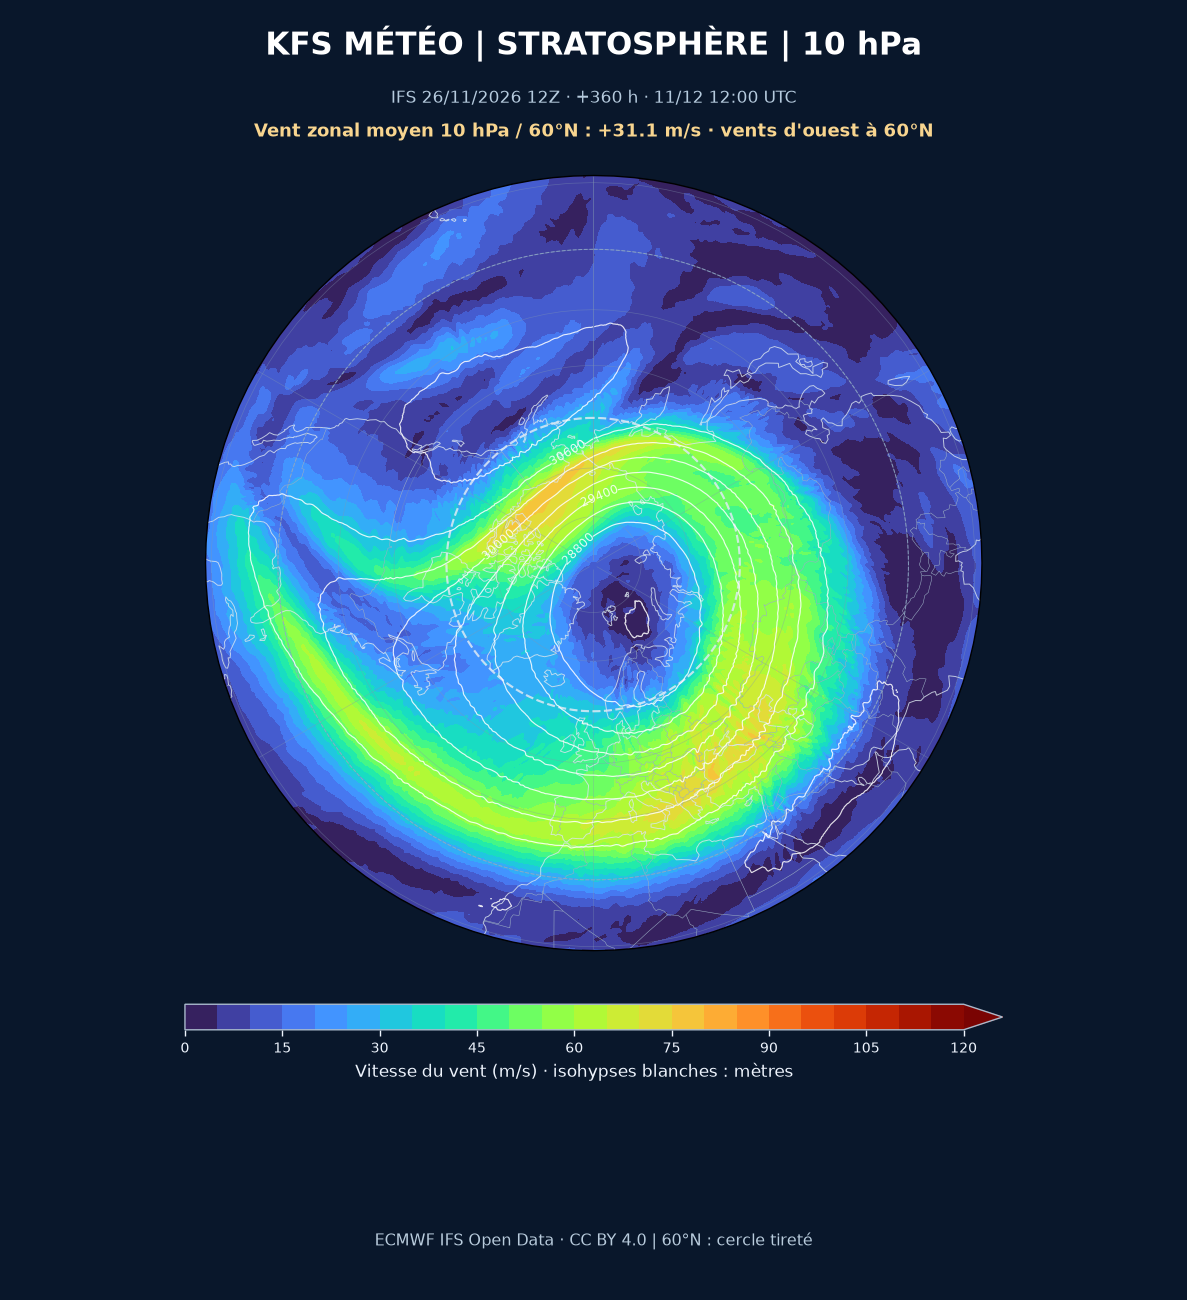 KFS MÉTÉO | STRATOSPHÈRE | 10 hPa
IFS 26/11/2026 12Z · +360 h · 11/12 12:00 UTC
Vent zonal moyen 10 hPa / 60°N : +31.1 m/s · vents d'ouest à 60°N
30600
29400
30000
28800
0 15 30 45 60 75 90 105 120
Vitesse du vent (m/s) · isohypses blanches : mètres
ECMWF IFS Open Data · CC BY 4.0 | 60°N : cercle tireté